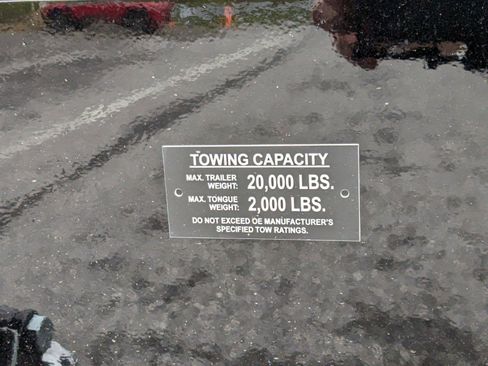 TOWING CAPACITY
MAX. TRAILER WEIGHT: 20,000 LBS.
MAX. TONGUE WEIGHT: 2,000 LBS.
DO NOT EXCEED OE MANUFACTURER'S
SPECIFIED TOW RATINGS.